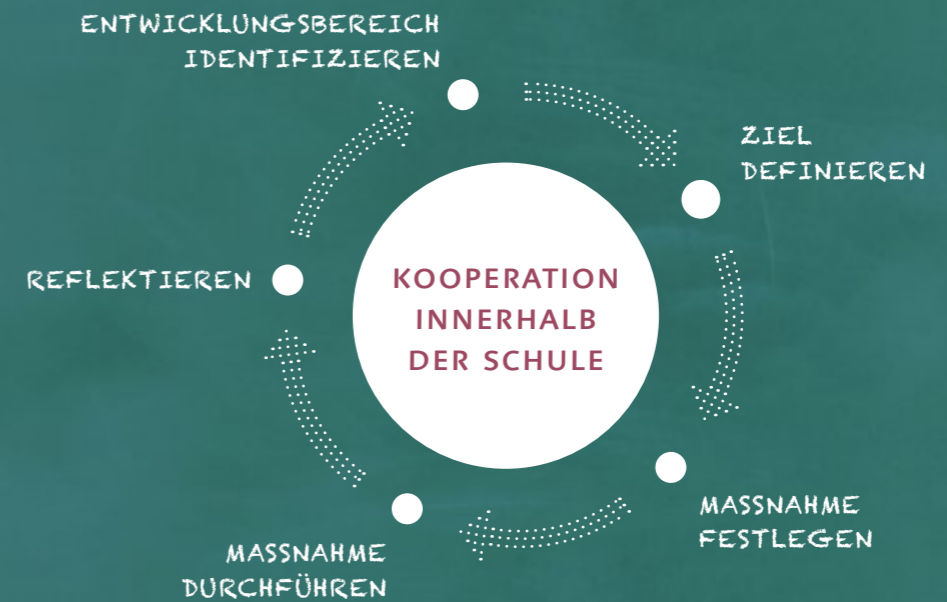 ENTWICKLUNGSBEREICH
IDENTIFIZIEREN
ZIEL
DEFINIEREN
MASSNAHME
FESTLEGEN
MASSNAHME
DURCHFÜHREN
REFLEKTIEREN
KOOPERATION
INNERHALB
DER SCHULE